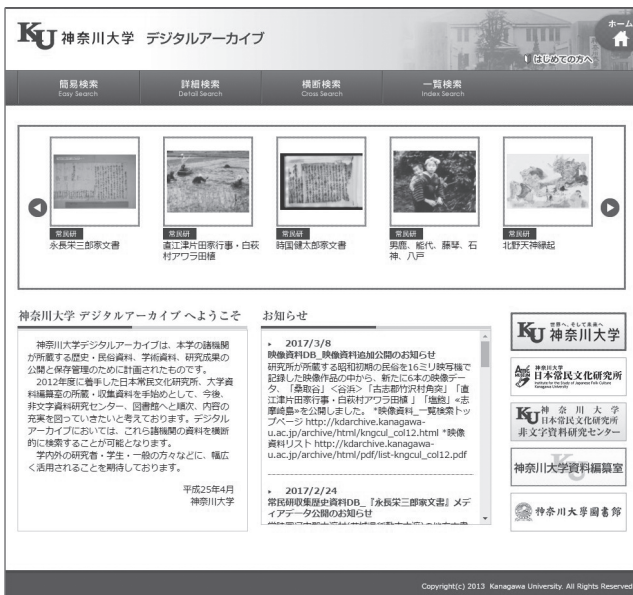 KU 神奈川大学 デジタルアーカイブ
ホーム
はじめての方へ
簡易検索
Easy Search
詳細検索
Detail Search
横断検索
Cross Search
一覧検索
Index Search
常民研
永長栄三郎家文書
常民研
直江津片田家行事・白萩
村アワラ田植
常民研
時国健太郎家文書
常民研
男鹿、能代、藤琴、石
神、八戸
常民研
北野天神縁起
神奈川大学 デジタルアーカイブ へようこそ
神奈川大学デジタルアーカイブは、本学の諸機関
が所蔵する歴史・民俗資料、学術資料、研究成果の
公開と保存管理のために計画されたものです。
2012年度に着手した日本常民文化研究所、大学資
料編纂室の所蔵・収集資料を手始めとして、今後、
非文字資料研究センター、図書館へと順次、内容の
充実を図っていきたいと考えております。デジタル
アーカイブにおいては、これら諸機関の資料を横断
的に検索することが可能となります。
学内外の研究者・学生・一般の方々などに、幅広
く活用されることを期待しております。
平成25年4月
神奈川大学
お知らせ
2017/3/8
映像資料DB_映像資料追加公開のお知らせ
研究所が所蔵する昭和初期の民俗を16ミリ映写機で
記録した映像作品の中から、新たに6本の映像デー
タ、「桑取谷」<谷浜>「古志郡竹沢村角突」「直
江津片田家行事・白萩村アワラ田植」「塩鮑」«志
摩崎島»を公開しました。 *映像資料_一覧検索トッ
プページ http://kdarchive.kanagawa-
u.ac.jp/archive/html/kngcul_col12.html *映像
資料リスト http://kdarchive.kanagawa-
u.ac.jp/archive/html/pdf/list-kngcul_col12.pdf
2017/2/24
常民研収集歴史資料DB_『永長栄三郎家文書』メデ
ィアデータ公開のお知らせ
世界へ、そして未来へ
KU 神奈川大学
神奈川大学
日本常民文化研究所
Institute for the Study of Japanese Folk Culture
Kanagawa University
KU 神奈川大学
日本常民文化研究所
非文字資料研究センター
神奈川大学資料編纂室
神奈川大學圖書館
Copyright(c) 2013 Kanagawa University. All Rights Reserved